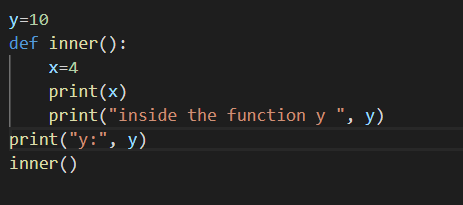 y=10
def inner():
    x=4
    print(x)
    print("inside the function y ", y)
print("y:", y)
inner()